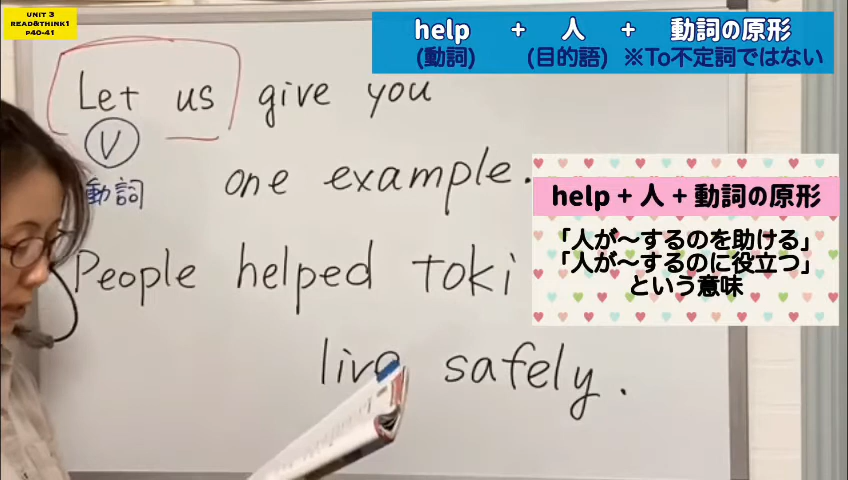 UNIT 3
READ&THINK1
P40-41
help + 人 + 動詞の原形
(動詞) (目的語) ※To不定詞ではない
Let us give you
V
動詞
one example.
help + 人 + 動詞の原形
「人が〜するのを助ける」
「人が〜するのに役立つ」
という意味
People helped toki
live safely.